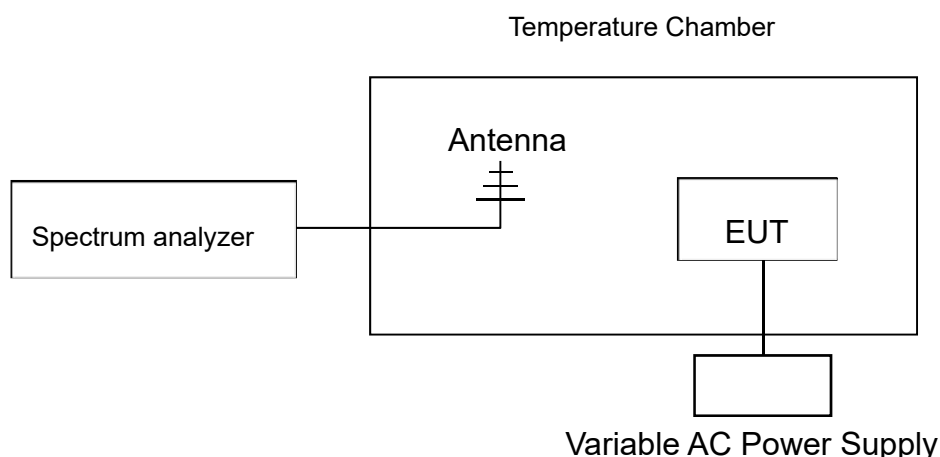 Temperature Chamber
Antenna
Spectrum analyzer
EUT
Variable AC Power Supply